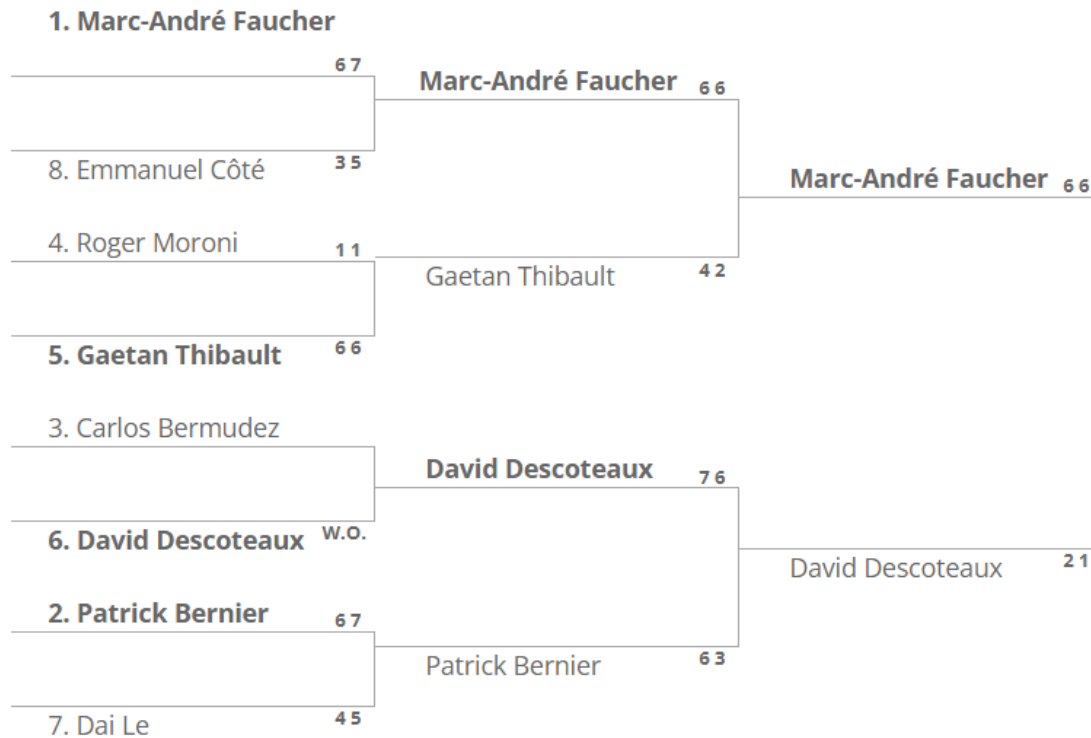 1. Marc-André Faucher
6 7
Marc-André Faucher 6 6
8. Emmanuel Côté 3 5
Marc-André Faucher 6 6
4. Roger Moroni 1 1
Gaetan Thibault 4 2
5. Gaetan Thibault 6 6
3. Carlos Bermudez
David Descoteaux 7 6
6. David Descoteaux W.O.
David Descoteaux 2 1
2. Patrick Bernier 6 7
Patrick Bernier 6 3
7. Dai Le 4 5